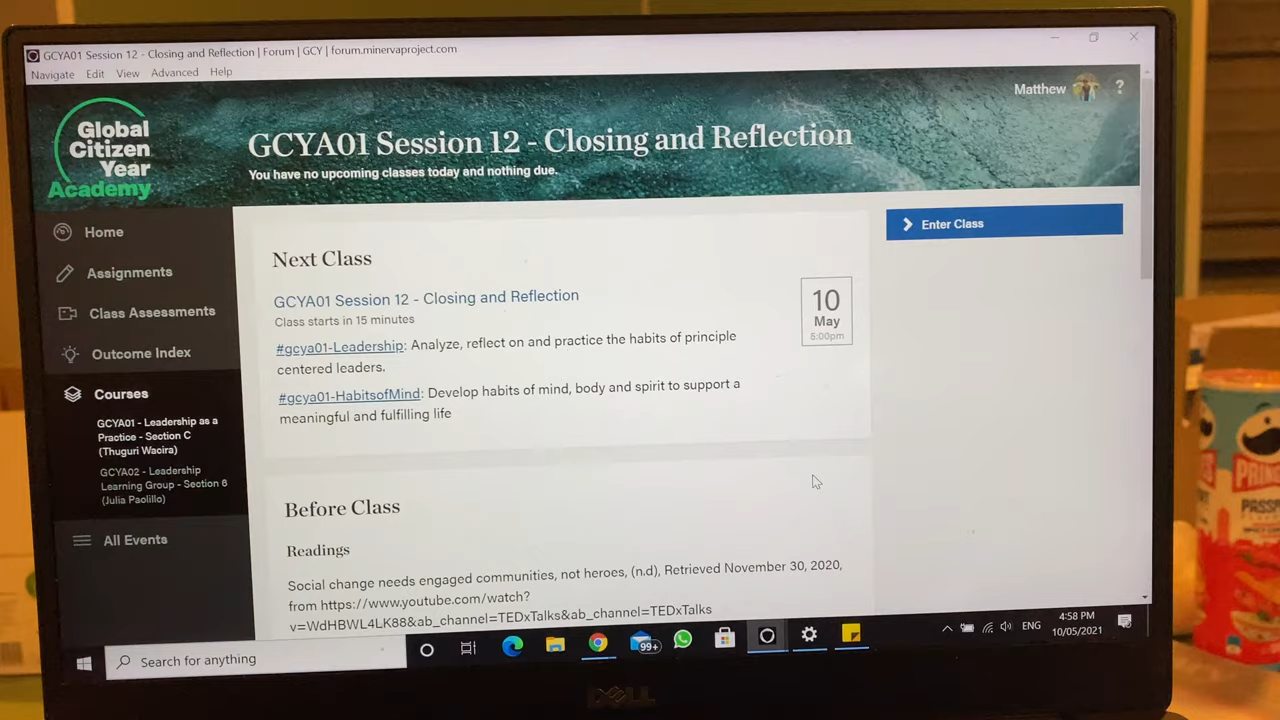 GCYA01 Session 12 - Closing and Reflection | Forum | GCY | forum.minervaproject.com
Navigate Edit View Advanced Help
Matthew ?
Global
Citizen
Year
Academy
GCYA01 Session 12 - Closing and Reflection
You have no upcoming classes today and nothing due.
Home
Assignments
Class Assessments
Outcome Index
Courses
GCYA01 - Leadership as a
Practice - Section C
(Thuguri Wacira)
GCYA02 - Leadership
Learning Group - Section 6
(Julia Paolillo)
All Events
Next Class
GCYA01 Session 12 - Closing and Reflection
Class starts in 15 minutes
#gcya01-Leadership: Analyze, reflect on and practice the habits of principle
centered leaders.
#gcya01-HabitsofMind: Develop habits of mind, body and spirit to support a
meaningful and fulfilling life
10
May
5:00pm
Enter Class
Before Class
Readings
Social change needs engaged communities, not heroes, (n.d), Retrieved November 30, 2020,
from https://www.youtube.com/watch?
v=WdHBWL4LK88&ab_channel=TEDxTalks&ab_channel=TEDxTalks
Search for anything
99+
ENG
4:58 PM
10/05/2021
DELL